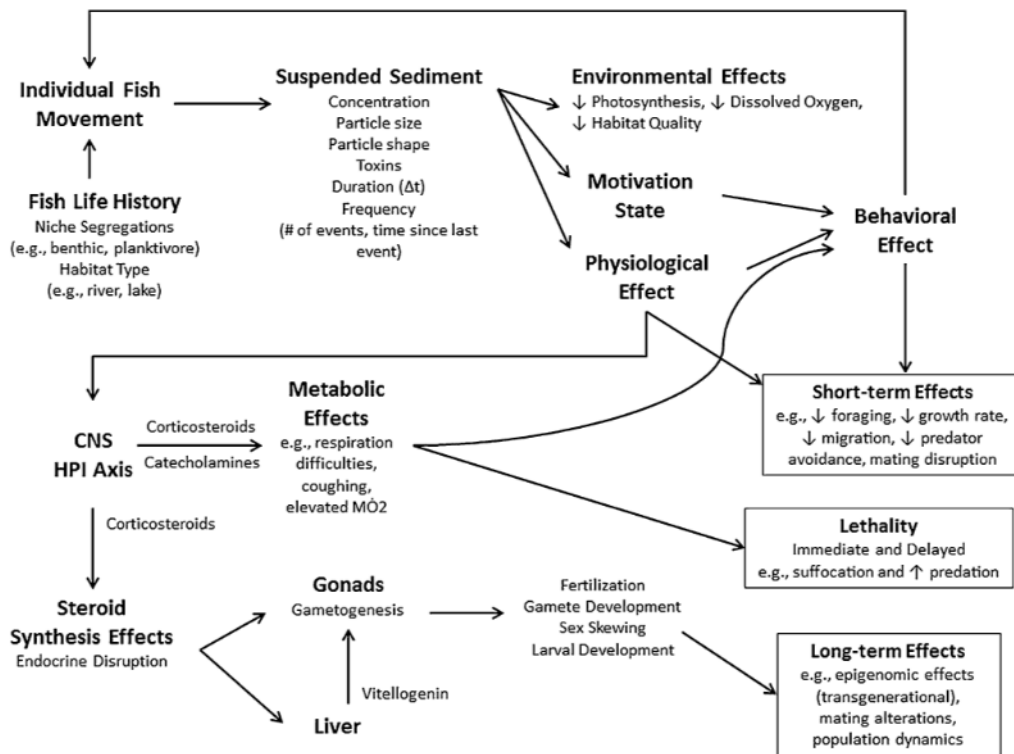 Individual Fish
Movement
Fish Life History
Niche Segregations
(e.g., benthic, planktivore)
Habitat Type
(e.g., river, lake)
Suspended Sediment
Concentration
Particle size
Particle shape
Toxins
Duration (Δt)
Frequency
(# of events, time since last
event)
Environmental Effects
↓ Photosynthesis, ↓ Dissolved Oxygen,
↓ Habitat Quality
Motivation
State
Physiological
Effect
Behavioral
Effect
CNS
HPI Axis
Corticosteroids
Catecholamines
Metabolic
Effects
e.g., respiration
difficulties,
coughing,
elevated MȮ2
Short-term Effects
e.g., ↓ foraging, ↓ growth rate,
↓ migration, ↓ predator
avoidance, mating disruption
Lethality
Immediate and Delayed
e.g., suffocation and ↑ predation
Corticosteroids
Steroid
Synthesis Effects
Endocrine Disruption
Gonads
Gametogenesis
Vitellogenin
Liver
Fertilization
Gamete Development
Sex Skewing
Larval Development
Long-term Effects
e.g., epigenomic effects
(transgenerational),
mating alterations,
population dynamics